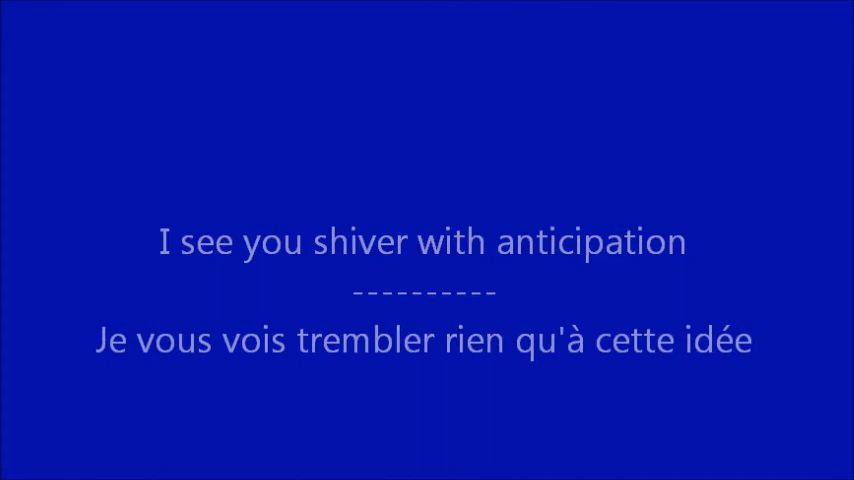 I see you shiver with anticipation
----------
Je vous vois trembler rien qu'à cette idée